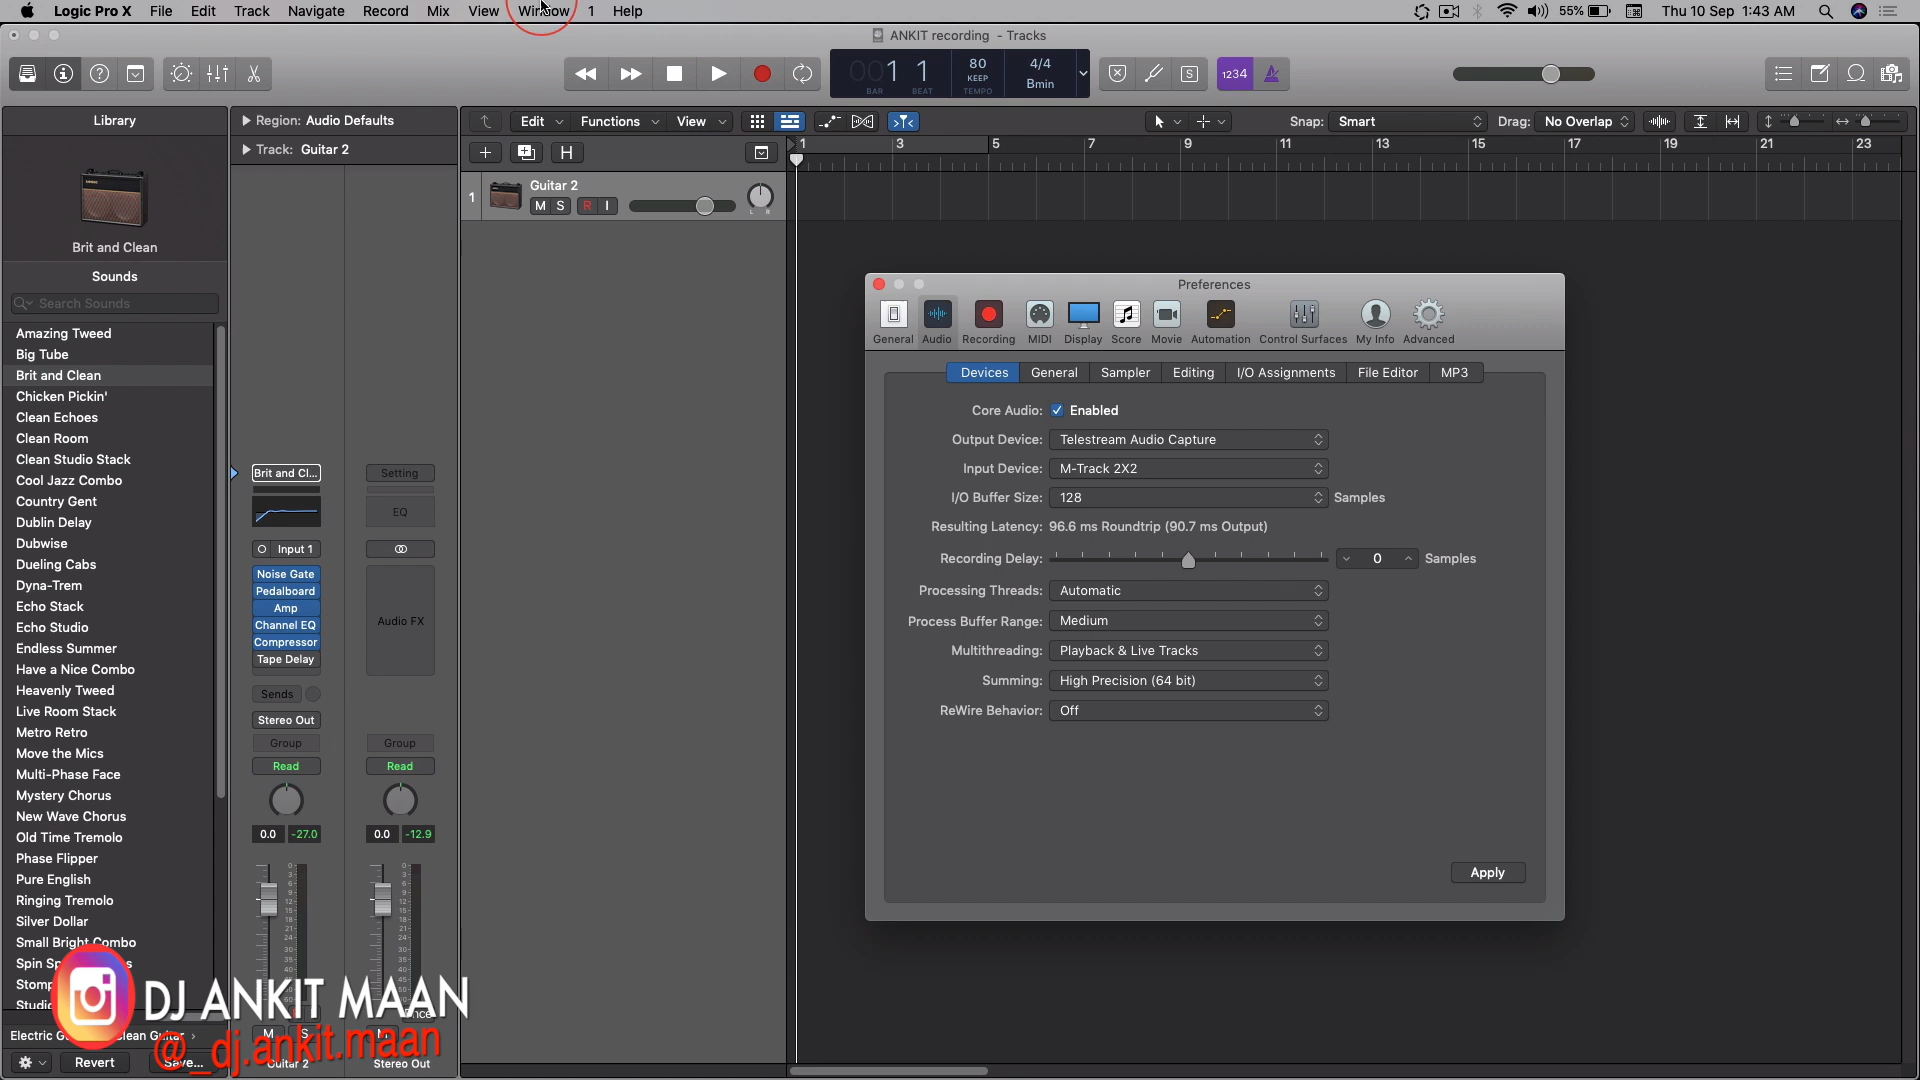 Logic Pro X File Edit Track Navigate Record Mix View Window 1 Help
55% Thu 10 Sep 1:43 AM
ANKIT recording - Tracks
001 1
BAR BEAT
80
KEEP
TEMPO
4/4
Bmin
S
1234
Library
Region: Audio Defaults
Track: Guitar 2
Edit Functions View
Snap: Smart
Drag: No Overlap
H
1 3 5 7 9 11 13 15 17 19 21 23
1
Guitar 2
M S R I
L R
Brit and Clean
Sounds
Search Sounds
Amazing Tweed
Big Tube
Brit and Clean
Chicken Pickin'
Clean Echoes
Clean Room
Clean Studio Stack
Cool Jazz Combo
Country Gent
Dublin Delay
Dubwise
Dueling Cabs
Dyna-Trem
Echo Stack
Echo Studio
Endless Summer
Have a Nice Combo
Heavenly Tweed
Live Room Stack
Metro Retro
Move the Mics
Multi-Phase Face
Mystery Chorus
New Wave Chorus
Old Time Tremolo
Phase Flipper
Pure English
Ringing Tremolo
Silver Dollar
Small Bright Combo
Revert
Save...
Brit and Cl...
Input 1
Noise Gate
Pedalboard
Amp
Channel EQ
Compressor
Tape Delay
Sends
Stereo Out
Group
Read
0.0 -27.0
M S
Guitar 2
Setting
EQ
Audio FX
Group
Read
0.0 -12.9
M
Stereo Out
Preferences
General Audio Recording MIDI Display Score Movie Automation Control Surfaces My Info Advanced
Devices General Sampler Editing I/O Assignments File Editor MP3
Core Audio: Enabled
Output Device: Telestream Audio Capture
Input Device: M-Track 2X2
I/O Buffer Size: 128 Samples
Resulting Latency: 96.6 ms Roundtrip (90.7 ms Output)
Recording Delay: 0 Samples
Processing Threads: Automatic
Process Buffer Range: Medium
Multithreading: Playback & Live Tracks
Summing: High Precision (64 bit)
ReWire Behavior: Off
Apply
DJ ANKIT MAAN
@_dj.ankit.maan